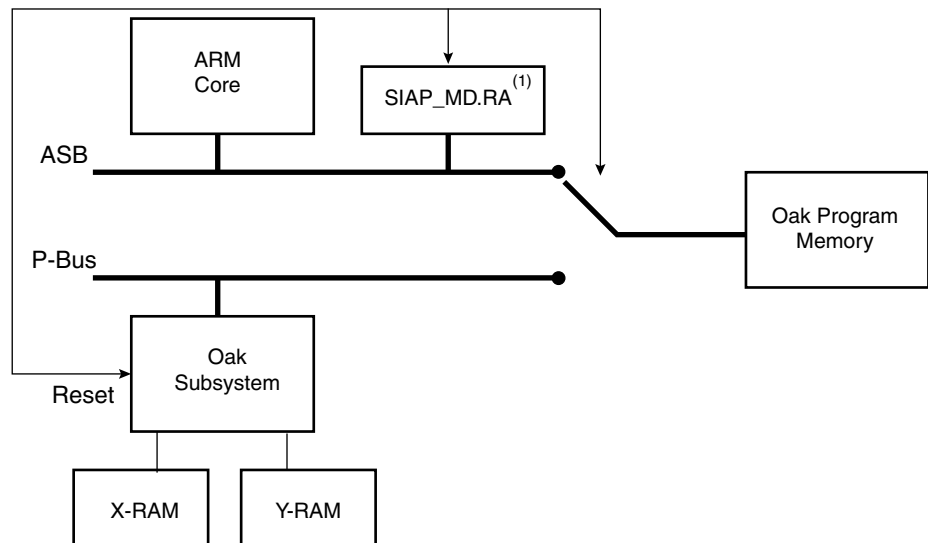 ARM
Core
SIAP_MD.RA(1)
ASB
Oak Program
Memory
P-Bus
Oak
Subsystem
Reset
X-RAM
Y-RAM